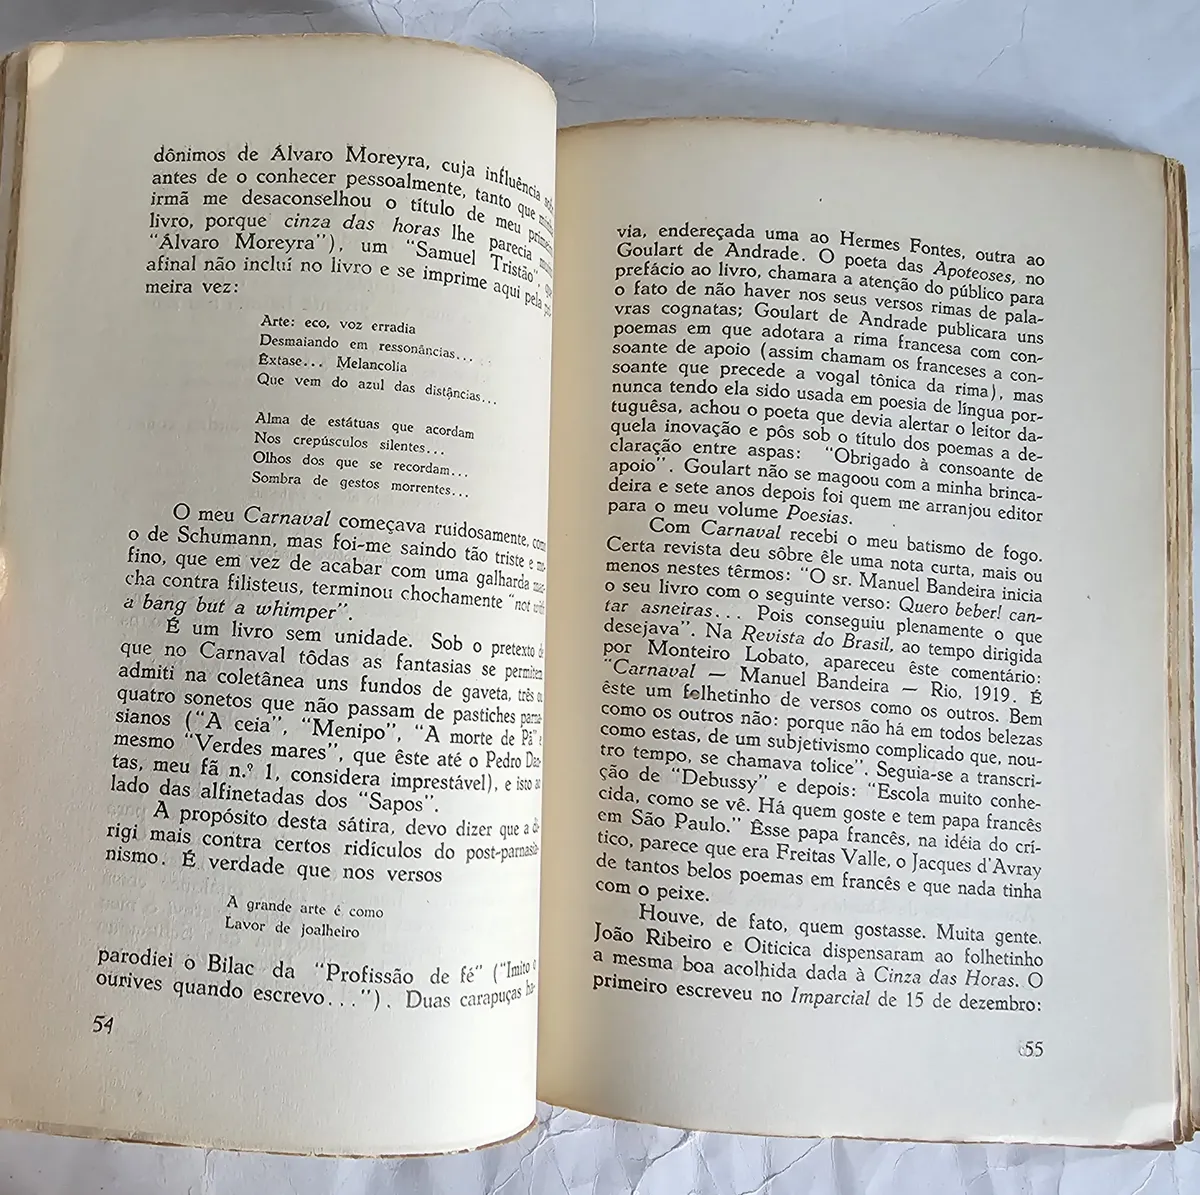 dônimos de Álvaro Moreyra, cuja influência
antes de o conhecer pessoalmente, tanto que
irmã me desaconselhou o título de meu primeiro
livro, porque cinza das horas lhe parecia
"Álvaro Moreyra"), um "Samuel Tristão",
afinal não incluí no livro e se imprime aqui pela
meira vez:
Arte: eco, voz erradia
Desmaiando em ressonâncias...
Êxtase... Melancolia
Que vem do azul das distâncias...
Alma de estátuas que acordam
Nos crepúsculos silentes...
Olhos dos que se recordam...
Sombra de gestos morrentes...
O meu Carnaval começava ruidosamente, com
o de Schumann, mas foi-me saindo tão triste e
fino, que em vez de acabar com uma galharda
cha contra filisteus, terminou chochamente "not with
a bang but a whimper".
É um livro sem unidade. Sob o pretexto de
que no Carnaval tôdas as fantasias se permitem
admiti na coletânea uns fundos de gaveta, três ou
quatro sonetos que não passam de pastiches parna-
sianos ("A ceia", "Menipo", "A morte de Pã" e
mesmo "Verdes mares", que êste até o Pedro Dan-
tas, meu fã n.º 1, considera imprestável), e isto ao
lado das alfinetadas dos "Sapos".
A propósito desta sátira, devo dizer que a di-
rigi mais contra certos ridículos do post-parnasia-
nismo. É verdade que nos versos
A grande arte é como
Lavor de joalheiro
parodiei o Bilac da "Profissão de fé" ("Imito o
ourives quando escrevo..."). Duas carapuças ha-
54
via, endereçada uma ao Hermes Fontes, outra ao
Goulart de Andrade. O poeta das Apoteoses, no
prefácio ao livro, chamara a atenção do público para
o fato de não haver nos seus versos rimas de pala-
vras cognatas; Goulart de Andrade publicara uns
poemas em que adotara a rima francesa com con-
soante de apoio (assim chamam os franceses a con-
soante que precede a vogal tônica da rima), mas
nunca tendo ela sido usada em poesia de língua por-
tuguêsa, achou o poeta que devia alertar o leitor da-
quela inovação e pôs sob o título dos poemas a de-
claração entre aspas: "Obrigado à consoante de
apoio". Goulart não se magoou com a minha brinca-
deira e sete anos depois foi quem me arranjou editor
para o meu volume Poesias.
Com Carnaval recebi o meu batismo de fogo.
Certa revista deu sôbre êle uma nota curta, mais ou
menos nestes têrmos: "O sr. Manuel Bandeira inicia
o seu livro com o seguinte verso: Quero beber! can-
tar asneiras... Pois conseguiu plenamente o que
desejava". Na Revista do Brasil, ao tempo dirigida
por Monteiro Lobato, apareceu êste comentário:
"Carnaval — Manuel Bandeira — Rio, 1919. É
êste um folhetinho de versos como os outros. Bem
como os outros não: porque não há em todos belezas
como estas, de um subjetivismo complicado que, nou-
tro tempo, se chamava tolice". Seguia-se a transcri-
ção de "Debussy" e depois: "Escola muito conhe-
cida, como se vê. Há quem goste e tem papa francês
em São Paulo." Êsse papa francês, na idéia do crí-
tico, parece que era Freitas Valle, o Jacques d'Avray
de tantos belos poemas em francês e que nada tinha
com o peixe.
Houve, de fato, quem gostasse. Muita gente.
João Ribeiro e Oiticica dispensaram ao folhetinho
a mesma boa acolhida dada à Cinza das Horas. O
primeiro escreveu no Imparcial de 15 de dezembro:
55